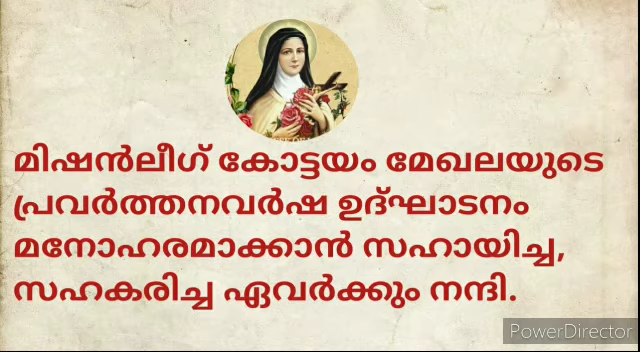 മിഷൻലീഗ് കോട്ടയം മേഖലയുടെ
പ്രവർത്തനവർഷ ഉദ്ഘാടനം
മനോഹരമാക്കാൻ സഹായിച്ച,
സഹകരിച്ച ഏവർക്കും നന്ദി.
PowerDirector